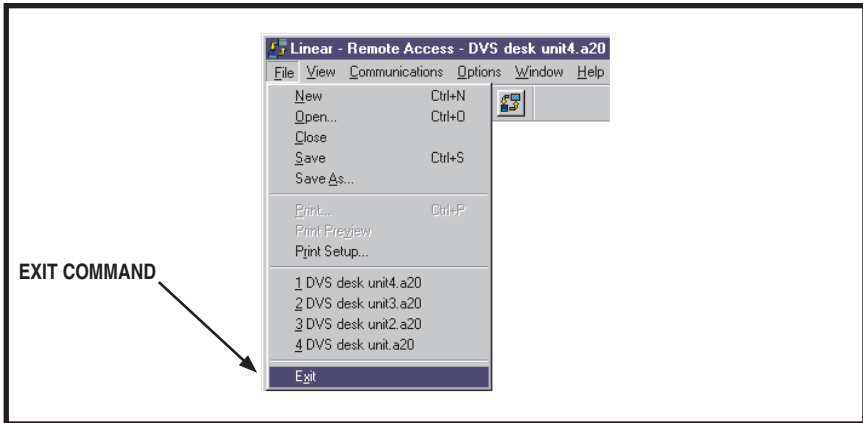 Linear - Remote Access - DVS desk unit4.a20
File View Communications Options Window Help
New Ctrl+N
Open... Ctrl+O
Close
Save Ctrl+S
Save As...
Print... Ctrl+P
Print Preview
Print Setup...
1 DVS desk unit4.a20
2 DVS desk unit3.a20
3 DVS desk unit2.a20
4 DVS desk unit.a20
EXIT COMMAND
Exit